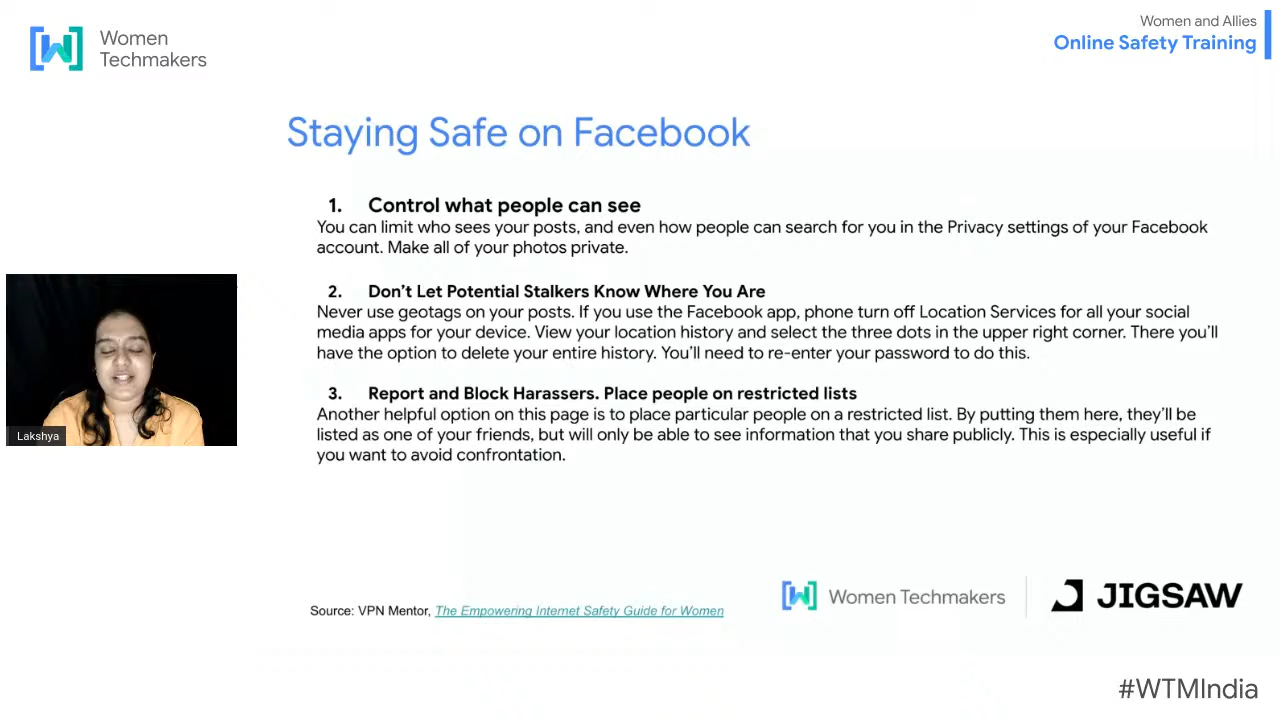 Women
Techmakers
Women and Allies
Online Safety Training
Staying Safe on Facebook
1. Control what people can see
You can limit who sees your posts, and even how people can search for you in the Privacy settings of your Facebook
account. Make all of your photos private.
2. Don't Let Potential Stalkers Know Where You Are
Never use geotags on your posts. If you use the Facebook app, phone turn off Location Services for all your social
media apps for your device. View your location history and select the three dots in the upper right corner. There you'll
have the option to delete your entire history. You'll need to re-enter your password to do this.
3. Report and Block Harassers. Place people on restricted lists
Another helpful option on this page is to place particular people on a restricted list. By putting them here, they'll be
listed as one of your friends, but will only be able to see information that you share publicly. This is especially useful if
you want to avoid confrontation.
Lakshya
Source: VPN Mentor, The Empowering Internet Safety Guide for Women
Women Techmakers
JIGSAW
#WTMIndia